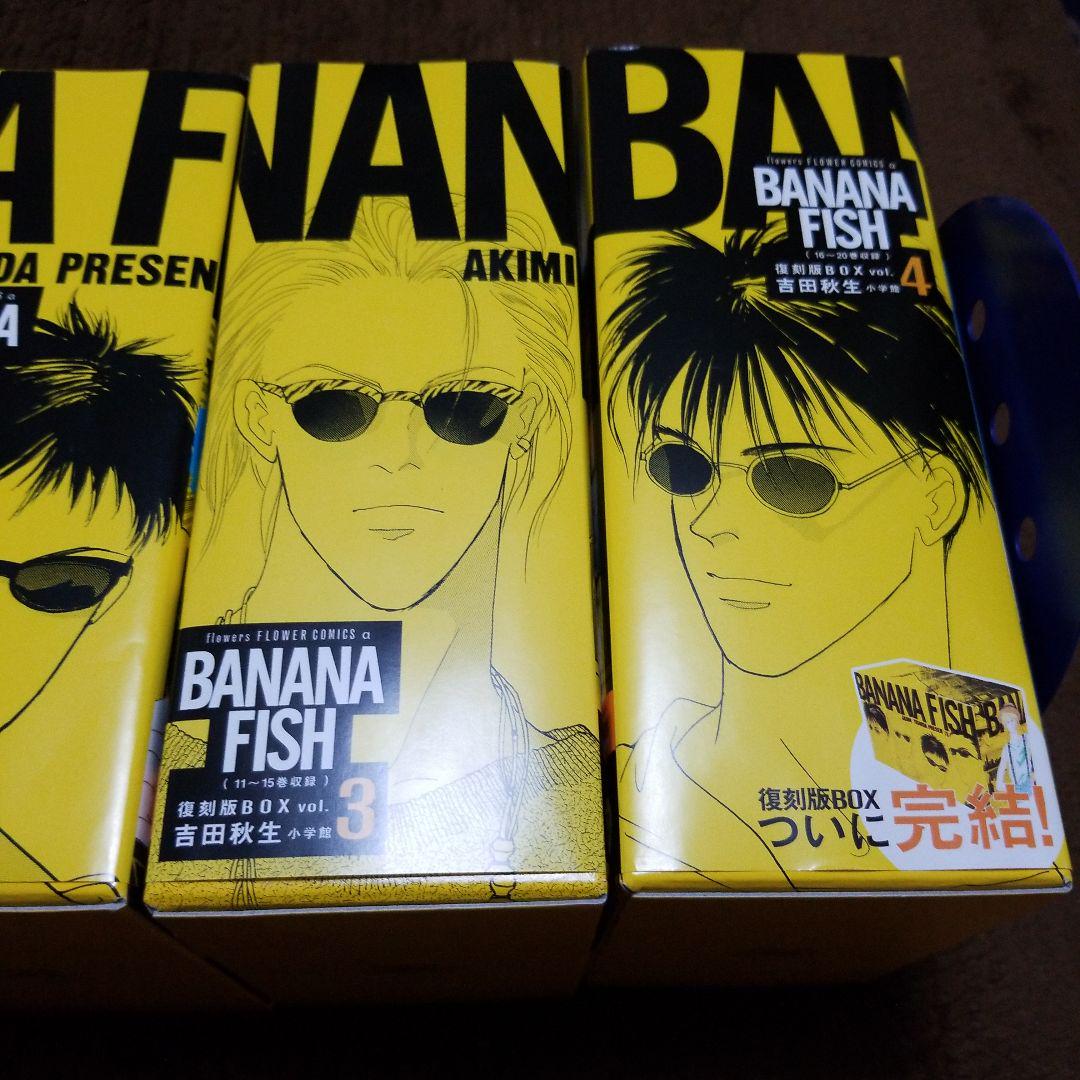 A F
DA PRESEN
A
NAN
AKIMI
flowers FLOWER COMICS α
BANANA
FISH
(11〜15巻収録)
復刻版BOX vol.
吉田秋生 小学館 3
BAN
flowers FLOWER COMICS α
BANANA
FISH
(16〜20巻収録)
復刻版BOX vol.
吉田秋生 小学館 4
BANANA FISH BAN
復刻版BOX
ついに完結!